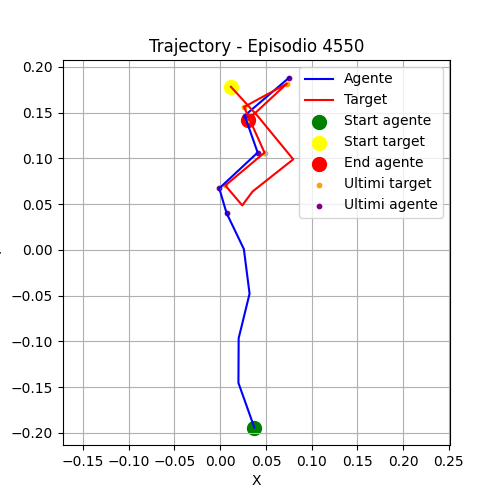 Trajectory - Episodio 4550
Agente
Target
Start agente
Start target
End agente
Ultimi target
Ultimi agente
0.20
0.15
0.10
0.05
0.00
−0.05
−0.10
−0.15
−0.20
−0.15 −0.10 −0.05 0.00 0.05 0.10 0.15 0.20 0.25
X